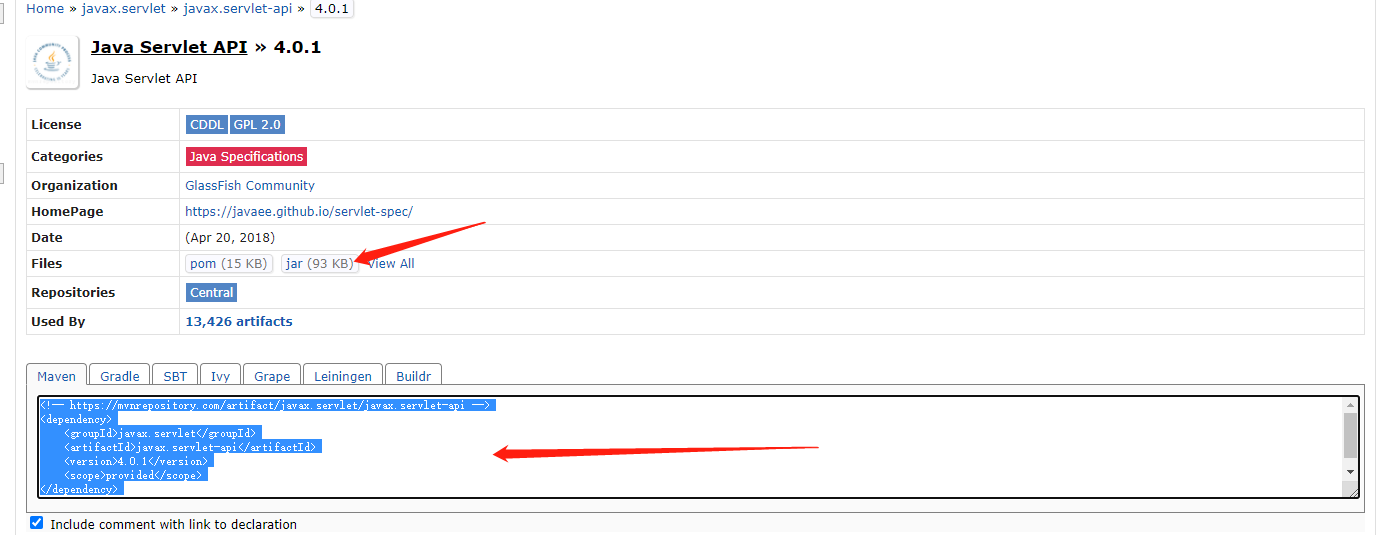 Home » javax.servlet » javax.servlet-api » 4.0.1
Java Servlet API » 4.0.1
Java Servlet API
License CDDL GPL 2.0
Categories Java Specifications
Organization GlassFish Community
HomePage https://javaee.github.io/servlet-spec/
Date (Apr 20, 2018)
Files pom (15 KB) jar (93 KB) View All
Repositories Central
Used By 13,426 artifacts
Maven Gradle SBT Ivy Grape Leiningen Buildr
<!-- https://mvnrepository.com/artifact/javax.servlet/javax.servlet-api -->
<dependency>
    <groupId>javax.servlet</groupId>
    <artifactId>javax.servlet-api</artifactId>
    <version>4.0.1</version>
    <scope>provided</scope>
</dependency>
Include comment with link to declaration